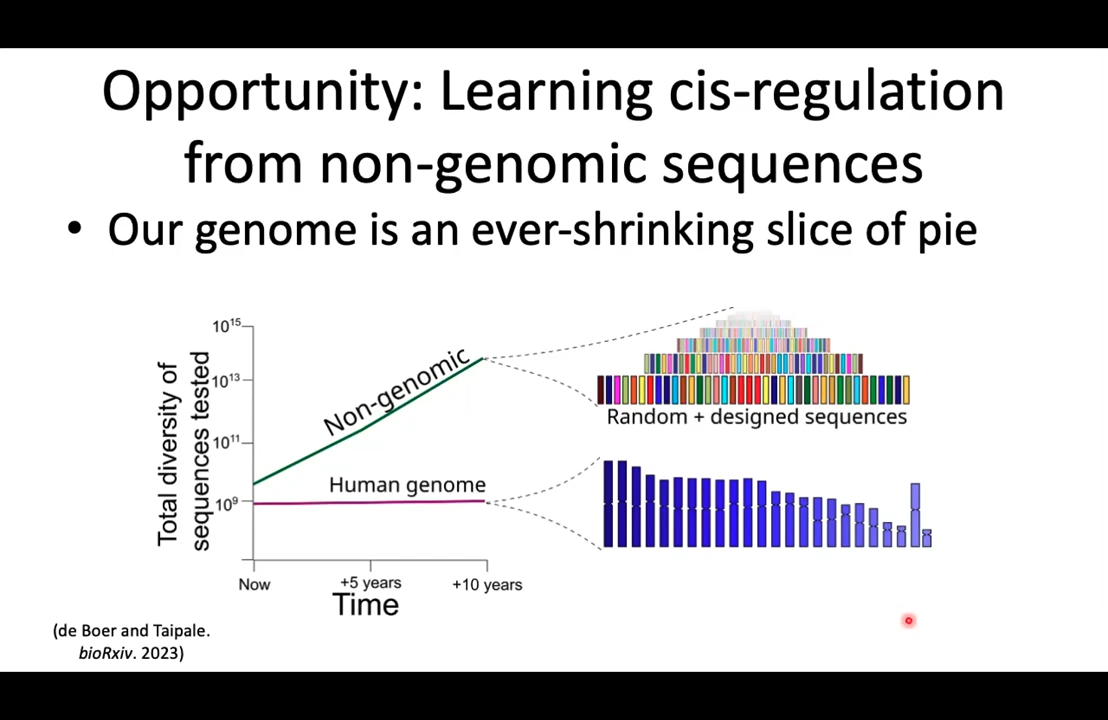 Opportunity: Learning cis-regulation
from non-genomic sequences
• Our genome is an ever-shrinking slice of pie
10¹⁵
10¹³
10¹¹
10⁹
Total diversity of
sequences tested
Non-genomic
Human genome
Now
+5 years
+10 years
Time
Random + designed sequences
(de Boer and Taipale.
bioRxiv. 2023)